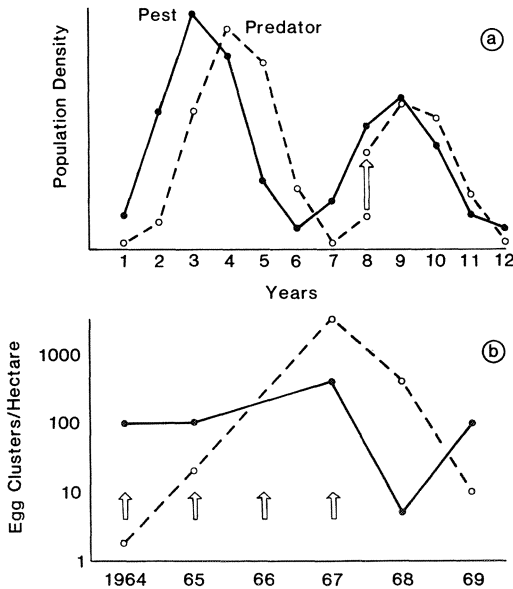 Pest
Predator
a
Population Density
1 2 3 4 5 6 7 8 9 10 11 12
Years
b
Egg Clusters/Hectare
1000
100
10
1
1964 65 66 67 68 69